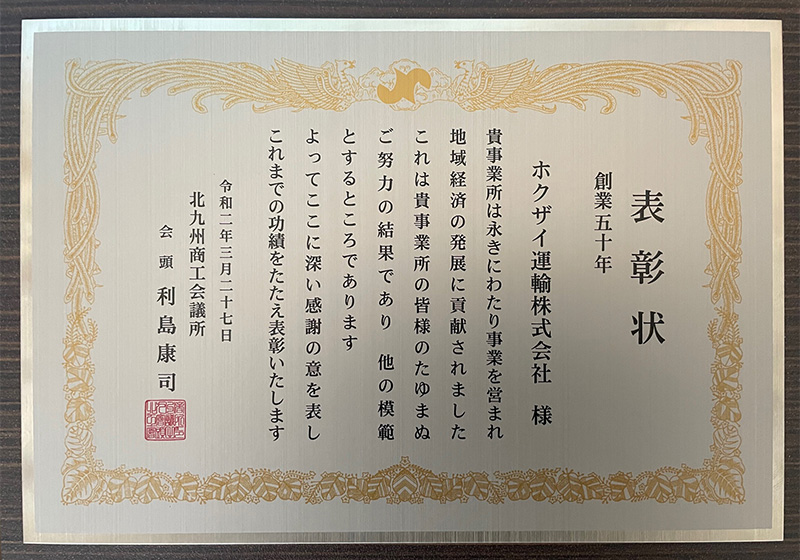 表彰状
創業五十年
ホクザイ運輸株式会社 様
貴事業所は永きにわたり事業を営まれ
地域経済の発展に貢献されました
これは貴事業所の皆様のたゆまぬ
ご努力の結果であり 他の模範
とするところであります
よってここに深い感謝の意を表し
これまでの功績をたたえ表彰いたします
令和二年三月二十七日
北九州商工会議所
会頭 利島康司